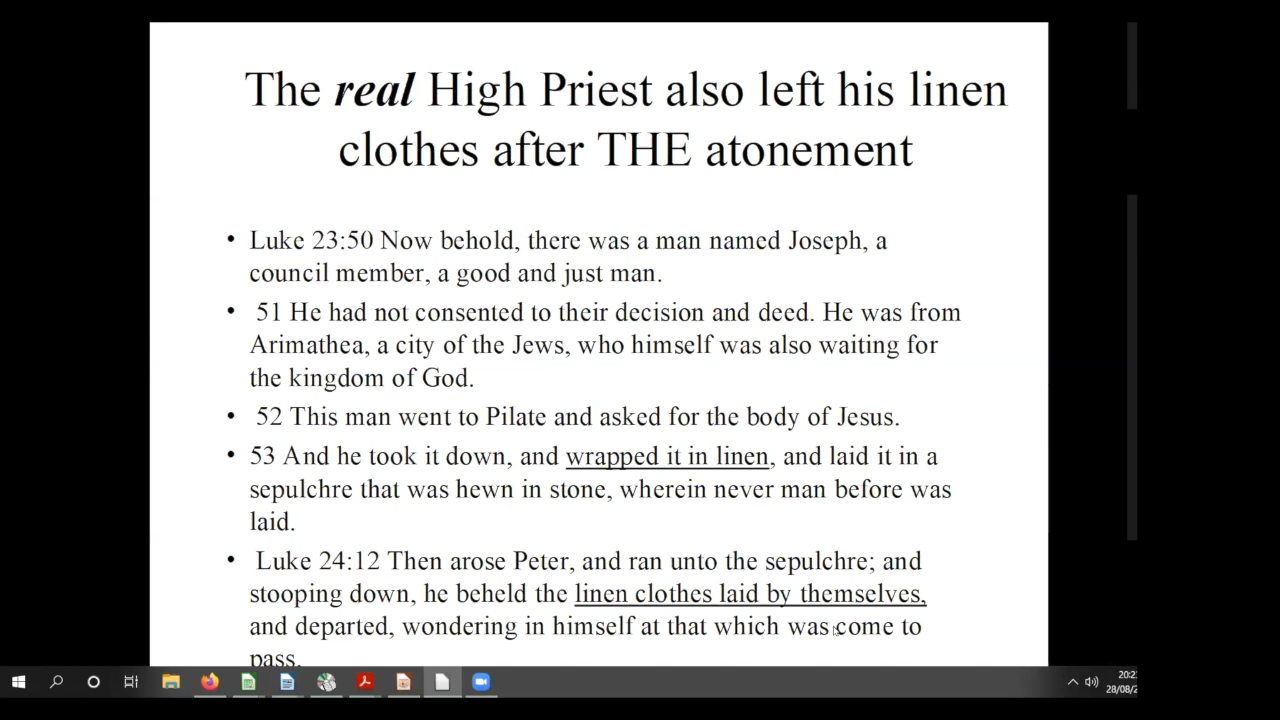 The real High Priest also left his linen
clothes after THE atonement
• Luke 23:50 Now behold, there was a man named Joseph, a
council member, a good and just man.
• 51 He had not consented to their decision and deed. He was from
Arimathea, a city of the Jews, who himself was also waiting for
the kingdom of God.
• 52 This man went to Pilate and asked for the body of Jesus.
• 53 And he took it down, and wrapped it in linen, and laid it in a
sepulchre that was hewn in stone, wherein never man before was
laid.
• Luke 24:12 Then arose Peter, and ran unto the sepulchre; and
stooping down, he beheld the linen clothes laid by themselves,
and departed, wondering in himself at that which was come to
pass.